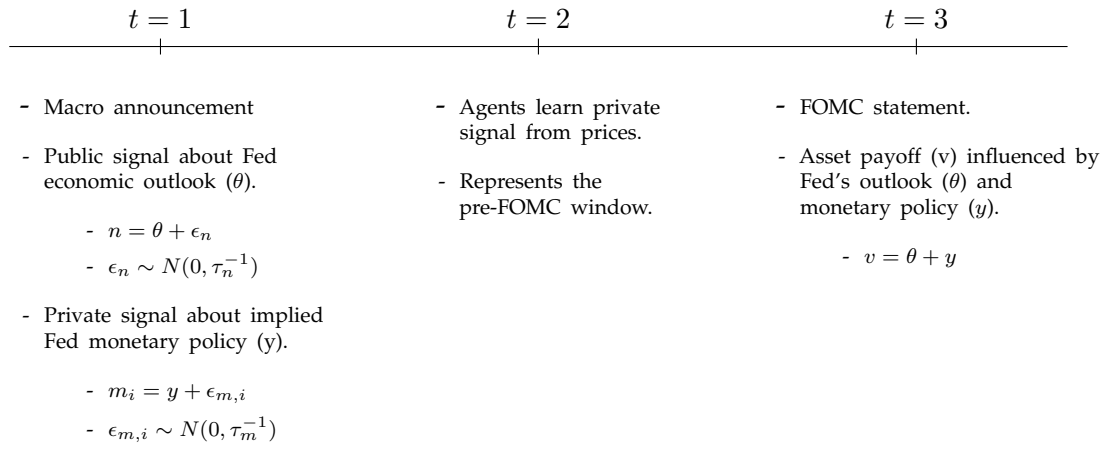 t = 1
- Macro announcement
- Public signal about Fed
economic outlook (θ).
- n = θ + ϵ_n
- ϵ_n ∼ N(0, τ_n^{-1})
- Private signal about implied
Fed monetary policy (y).
- m_i = y + ϵ_{m,i}
- ϵ_{m,i} ∼ N(0, τ_m^{-1})
t = 2
- Agents learn private
signal from prices.
- Represents the
pre-FOMC window.
t = 3
- FOMC statement.
- Asset payoff (v) influenced by
Fed's outlook (θ) and
monetary policy (y).
- v = θ + y